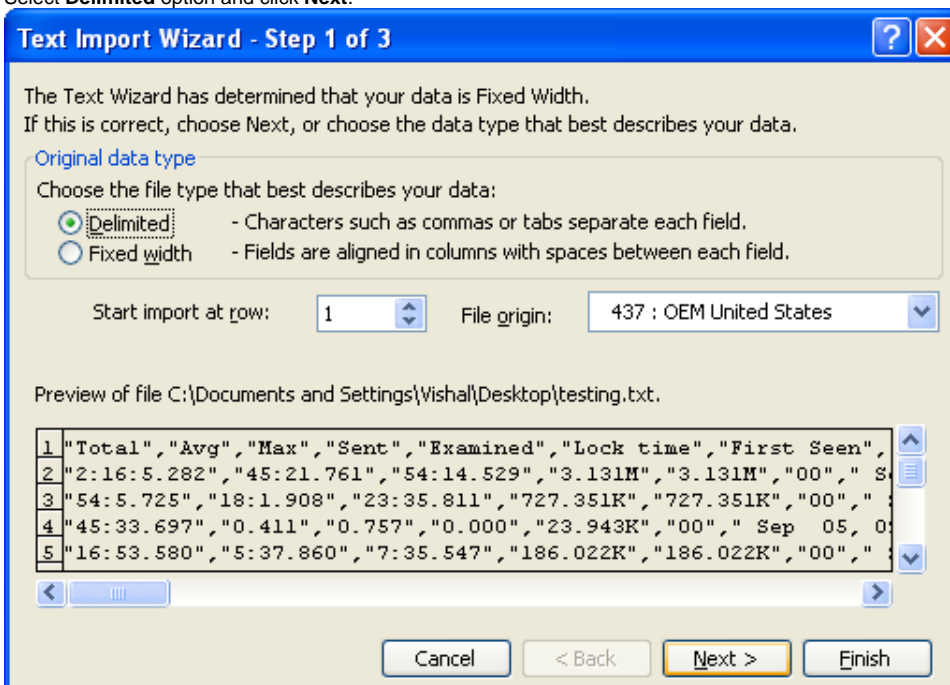 Select Delimited option and click Next.
Text Import Wizard - Step 1 of 3
The Text Wizard has determined that your data is Fixed Width.
If this is correct, choose Next, or choose the data type that best describes your data.
Original data type
Choose the file type that best describes your data:
Delimited - Characters such as commas or tabs separate each field.
Fixed width - Fields are aligned in columns with spaces between each field.
Start import at row: 1 File origin: 437 : OEM United States
Preview of file C:\Documents and Settings\Vishal\Desktop\testing.txt.
1 "Total","Avg","Max","Sent","Examined","Lock time","First Seen",
2 "2:16:5.282","45:21.761","54:14.529","3.131M","3.131M","00"," S
3 "54:5.725","18:1.908","23:35.811","727.351K","727.351K","00","
4 "45:33.697","0.411","0.757","0.000","23.943K","00"," Sep 05, 0
5 "16:53.580","5:37.860","7:35.547","186.022K","186.022K","00","
Cancel < Back Next > Finish